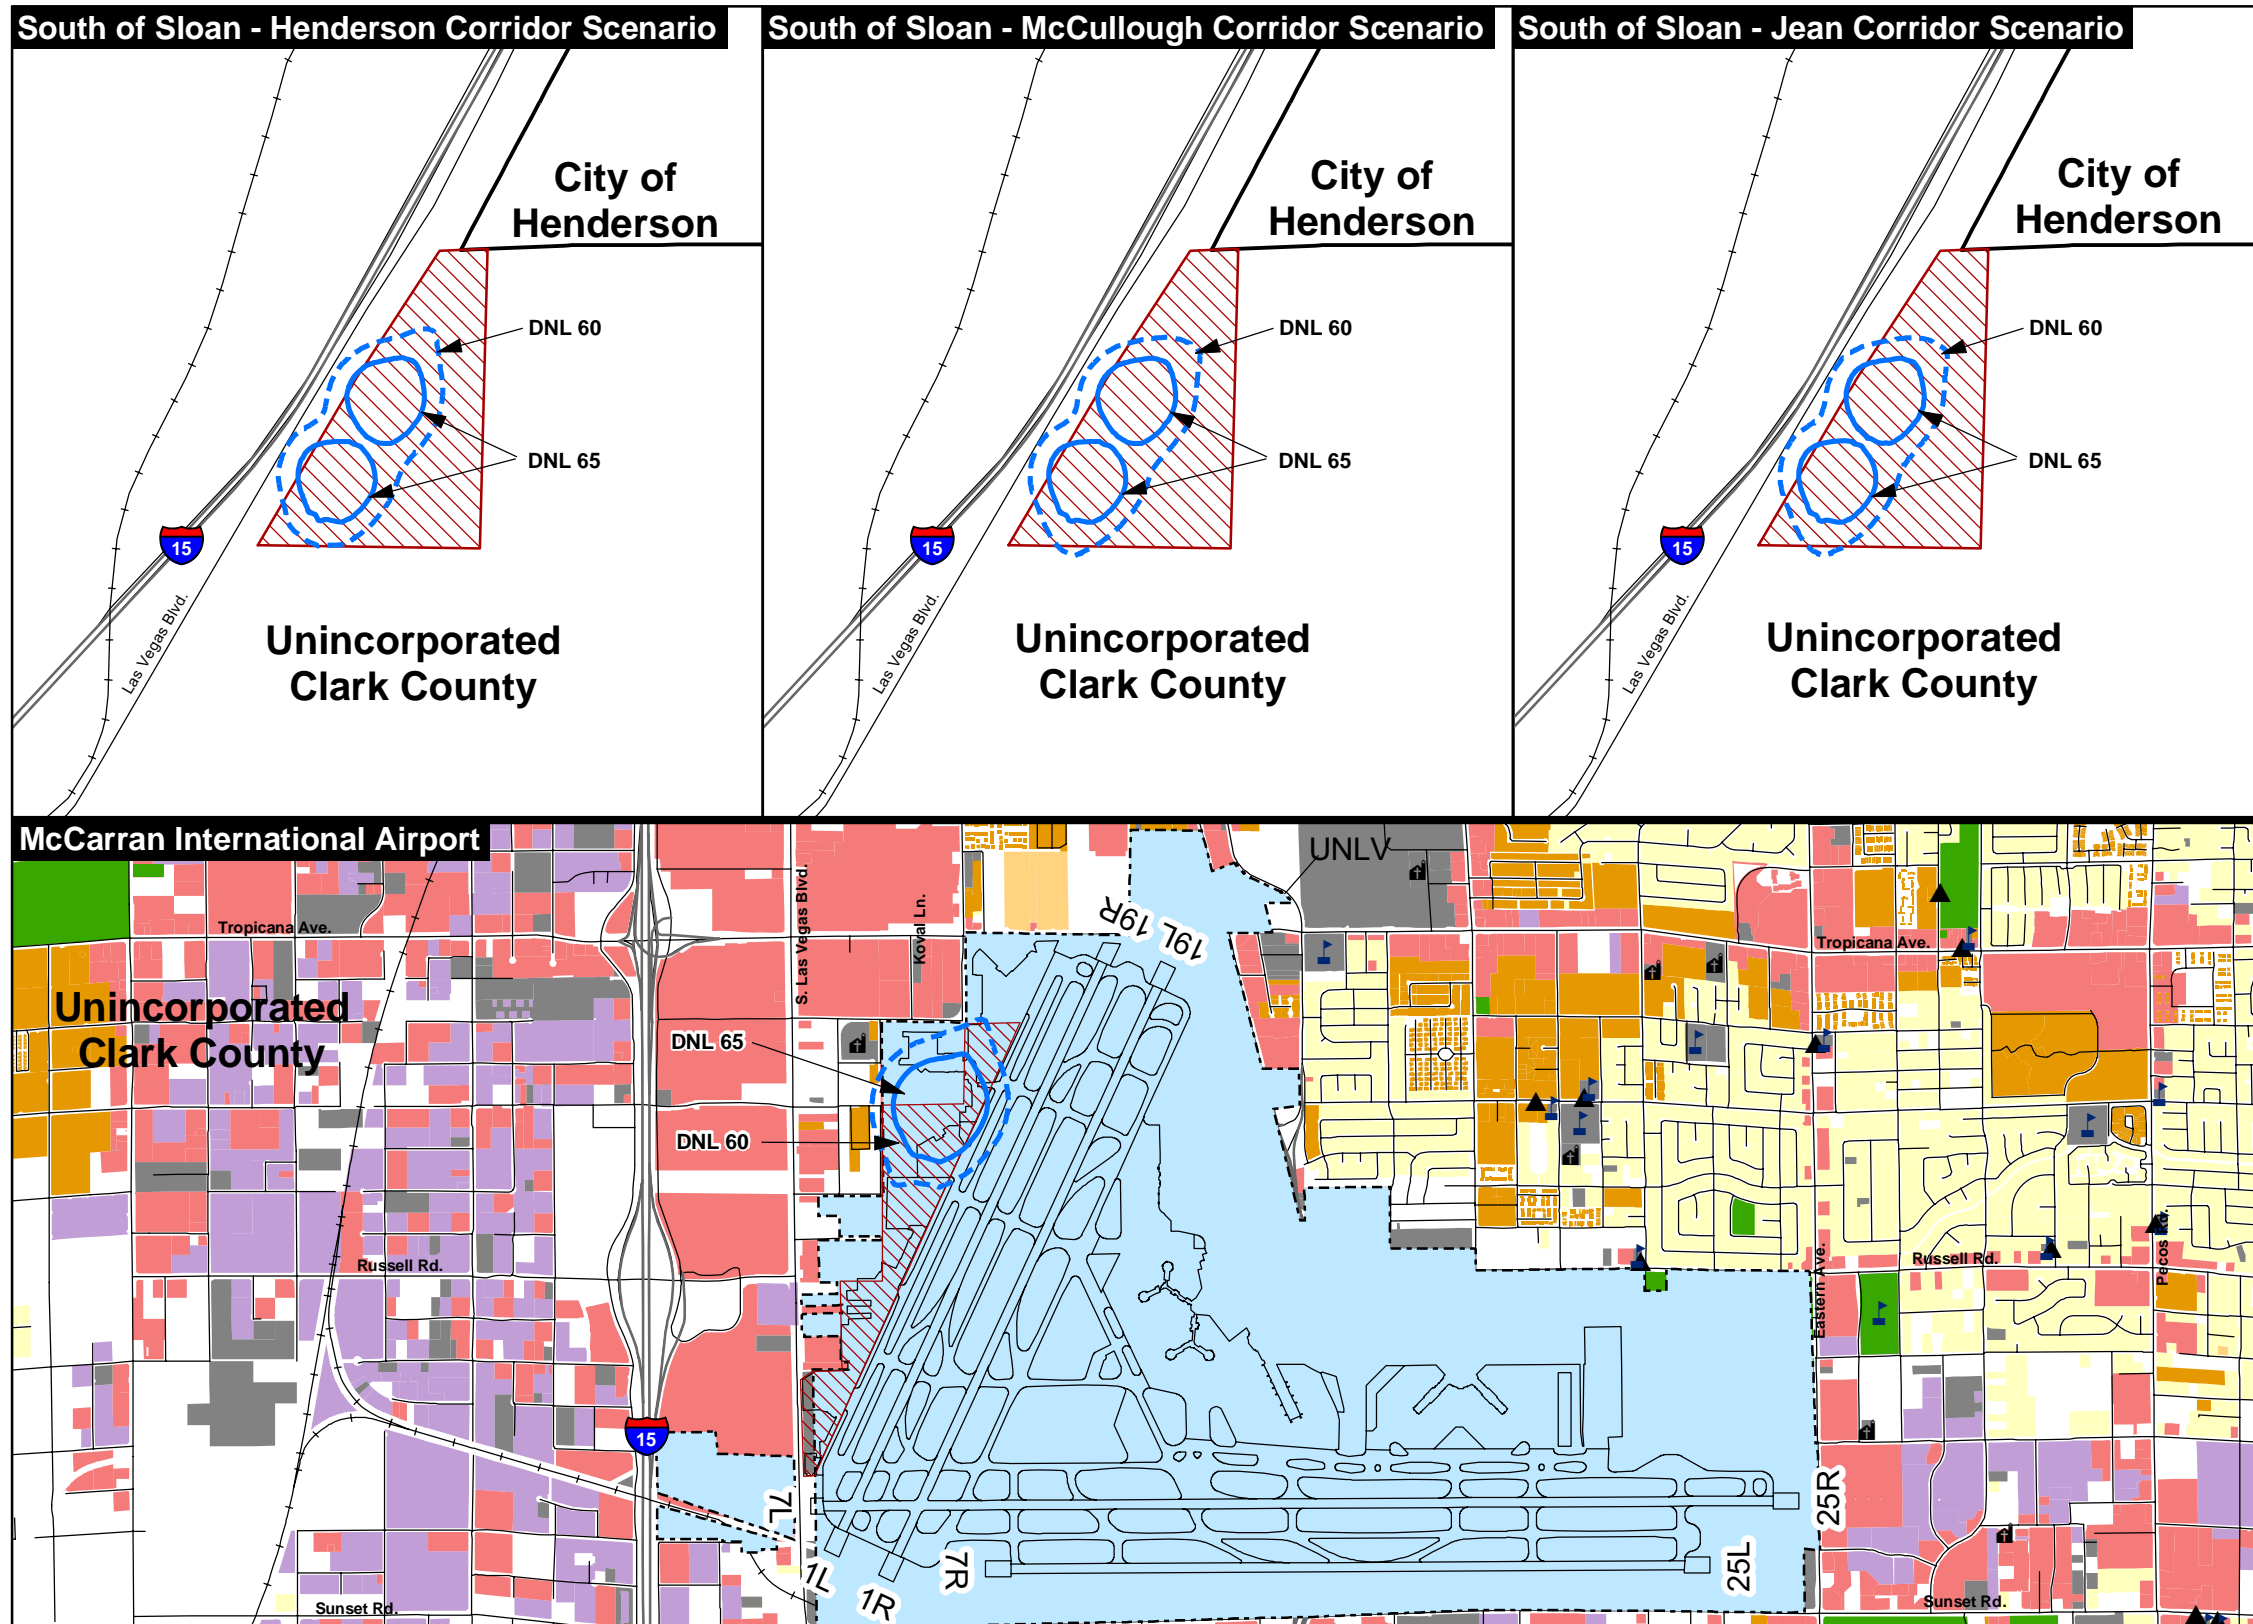 South of Sloan - Henderson Corridor Scenario
City of
Henderson
DNL 60
DNL 65
15
Las Vegas Blvd.
Unincorporated
Clark County
South of Sloan - McCullough Corridor Scenario
City of
Henderson
DNL 60
DNL 65
15
Las Vegas Blvd.
Unincorporated
Clark County
South of Sloan - Jean Corridor Scenario
City of
Henderson
DNL 60
DNL 65
15
Las Vegas Blvd.
Unincorporated
Clark County
McCarran International Airport
UNLV
Tropicana Ave.
S. Las Vegas Blvd.
Koval Ln.
19R
19L
Tropicana Ave.
Unincorporated
Clark County
DNL 65
DNL 60
Russell Rd.
Eastern Ave.
Russell Rd.
Pecos Rd.
15
7L
25R
1L
1R
7R
25L
Sunset Rd.
Sunset Rd.